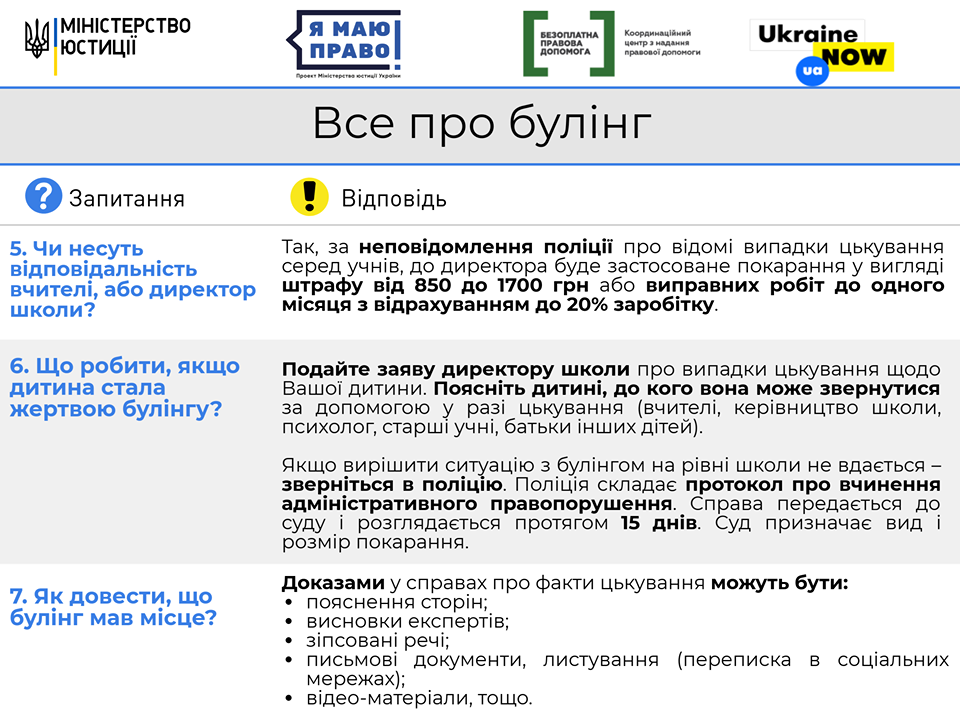 МІНІСТЕРСТВО
ЮСТИЦІЇ
Я МАЮ
ПРАВО!
Проект Міністерства юстиції України
БЕЗОПЛАТНА
ПРАВОВА
ДОПОМОГА
Координаційний
центр з надання
правової допомоги
Ukraine
NOW
ua
Все про булінг
? Запитання
! Відповідь
5. Чи несуть
відповідальність
вчителі, або директор
школи?
Так, за неповідомлення поліції про відомі випадки цькування
серед учнів, до директора буде застосоване покарання у вигляді
штрафу від 850 до 1700 грн або виправних робіт до одного
місяця з відрахуванням до 20% заробітку.
6. Що робити, якщо
дитина стала
жертвою булінгу?
Подайте заяву директору школи про випадки цькування щодо
Вашої дитини. Поясніть дитині, до кого вона може звернутися
за допомогою у разі цькування (вчителі, керівництво школи,
психолог, старші учні, батьки інших дітей).
Якщо вирішити ситуацію з булінгом на рівні школи не вдається –
зверніться в поліцію. Поліція складає протокол про вчинення
адміністративного правопорушення. Справа передається до
суду і розглядається протягом 15 днів. Суд призначає вид і
розмір покарання.
7. Як довести, що
булінг мав місце?
Доказами у справах про факти цькування можуть бути:
• пояснення сторін;
• висновки експертів;
• зіпсовані речі;
• письмові документи, листування (переписка в соціальних
мережах);
• відео-матеріали, тощо.